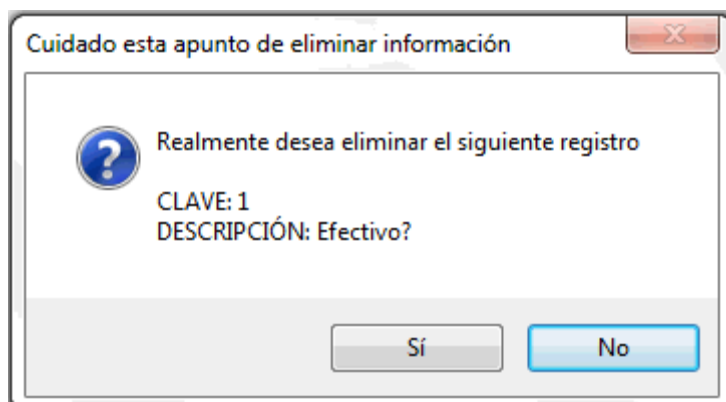 Cuidado esta apunto de eliminar información
Realmente desea eliminar el siguiente registro
CLAVE: 1
DESCRIPCIÓN: Efectivo?
Sí
No